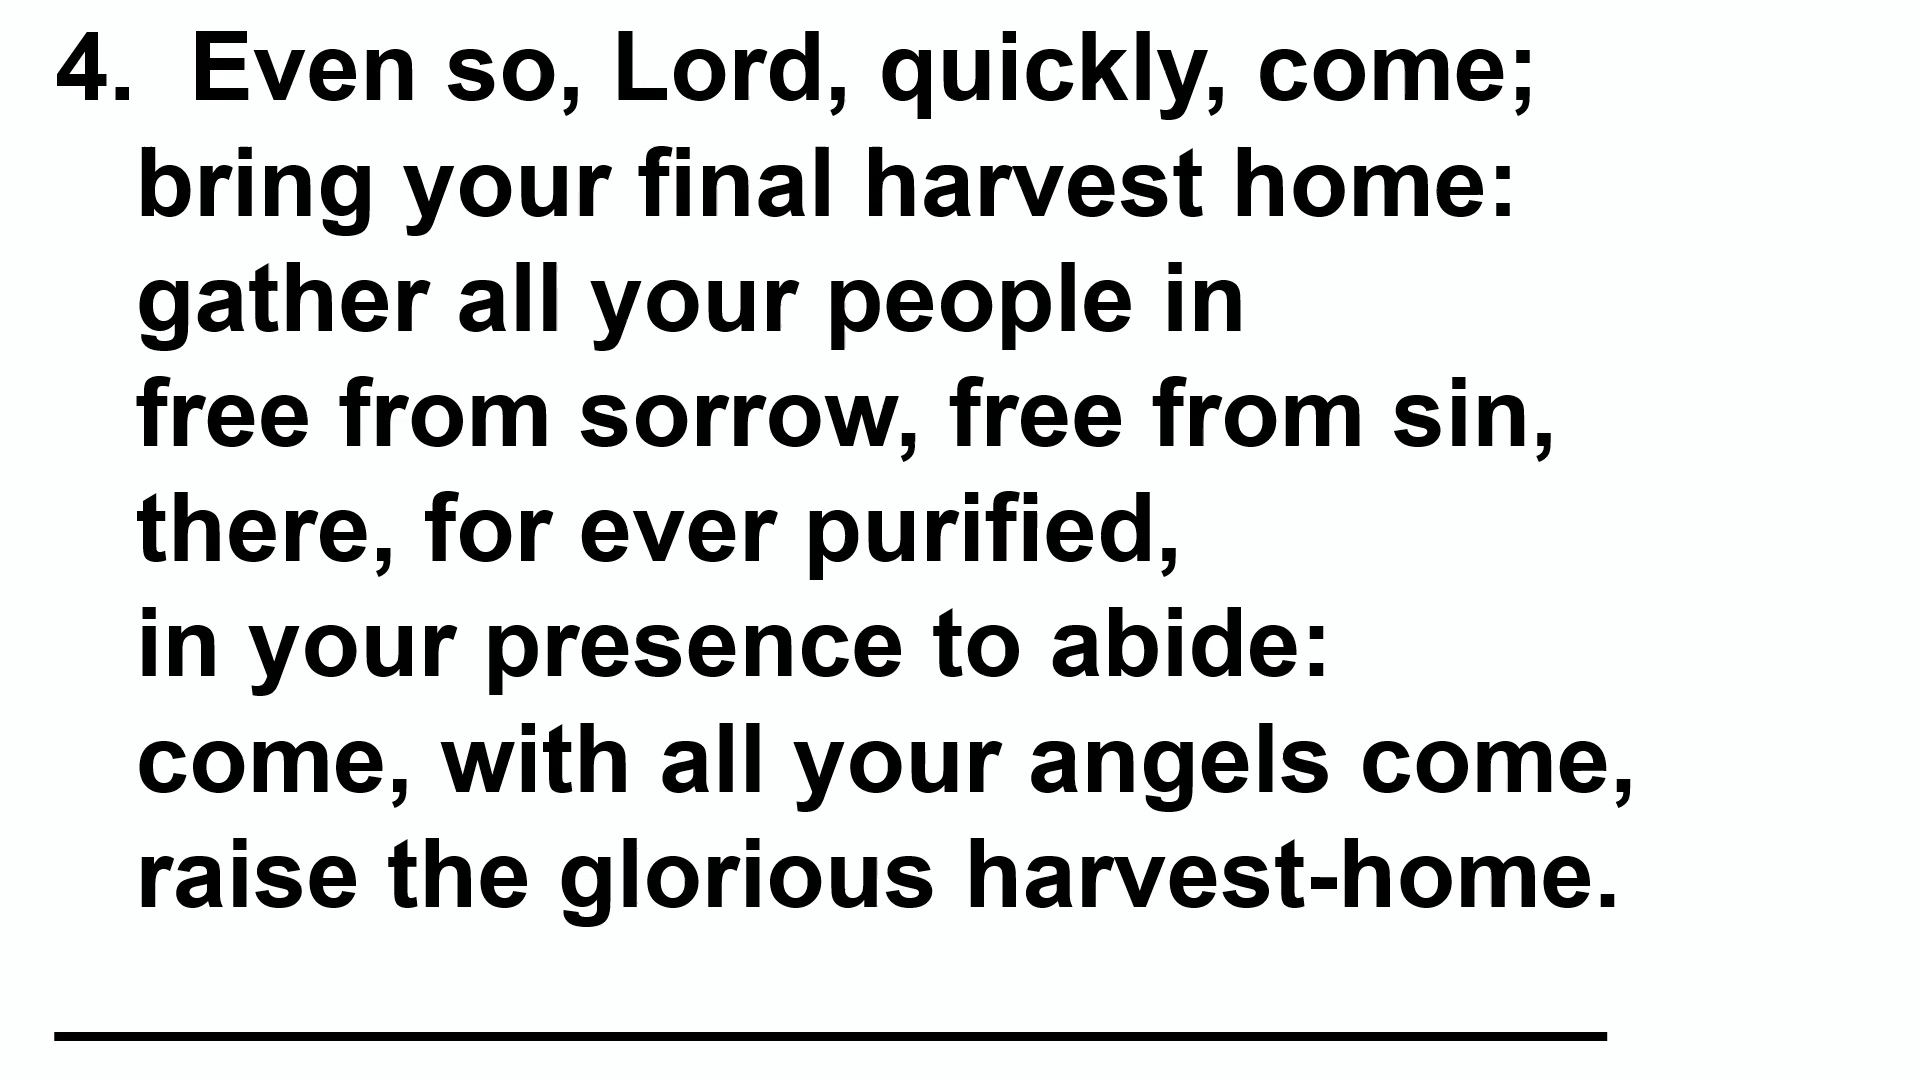 4. Even so, Lord, quickly, come;
bring your final harvest home:
gather all your people in
free from sorrow, free from sin,
there, for ever purified,
in your presence to abide:
come, with all your angels come,
raise the glorious harvest-home.